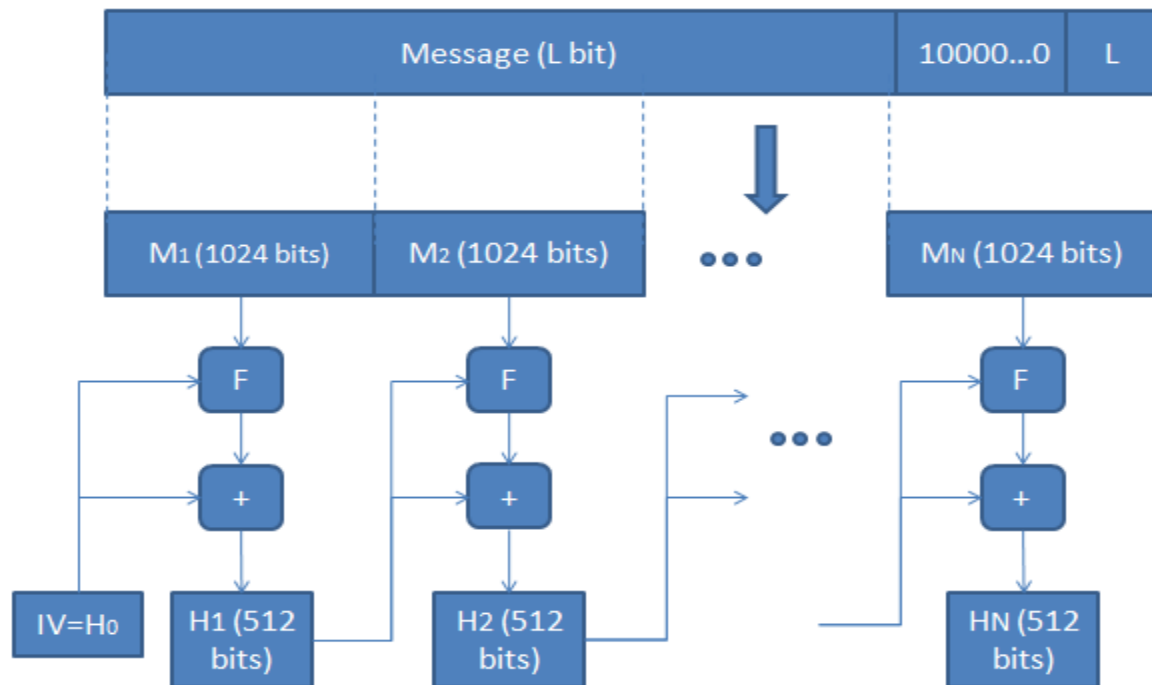 Message (L bit) 10000...0 L
M1 (1024 bits) M2 (1024 bits) MN (1024 bits)
F F F
+ + +
IV=H0
H1 (512
bits)
H2 (512
bits)
HN (512
bits)